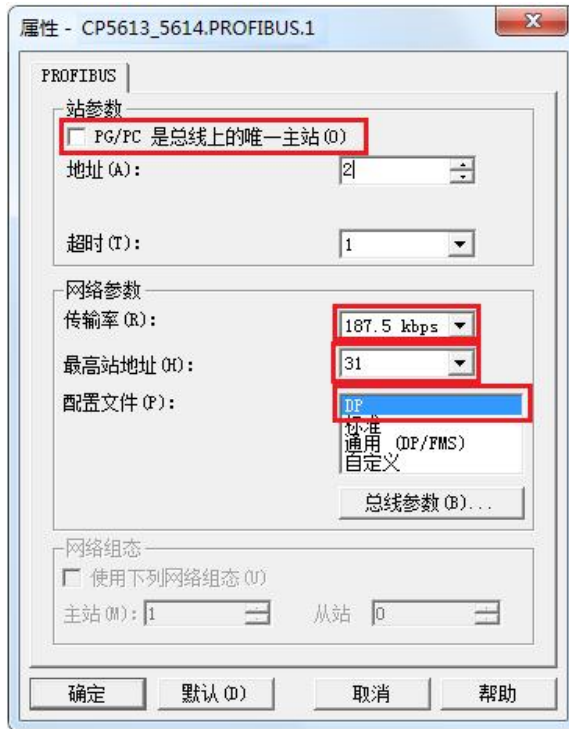 属性 - CP5613_5614.PROFIBUS.1
PROFIBUS
站参数
PG/PC 是总线上的唯一主站(O)
地址(A): 2
超时(T): 1
网络参数
传输率(R): 187.5 kbps
最高站地址(H): 31
配置文件(P): DP
标准
通用 (DP/FMS)
自定义
总线参数(B)...
网络组态
使用下列网络组态(U)
主站(M): 1 从站 0
确定 默认(D) 取消 帮助